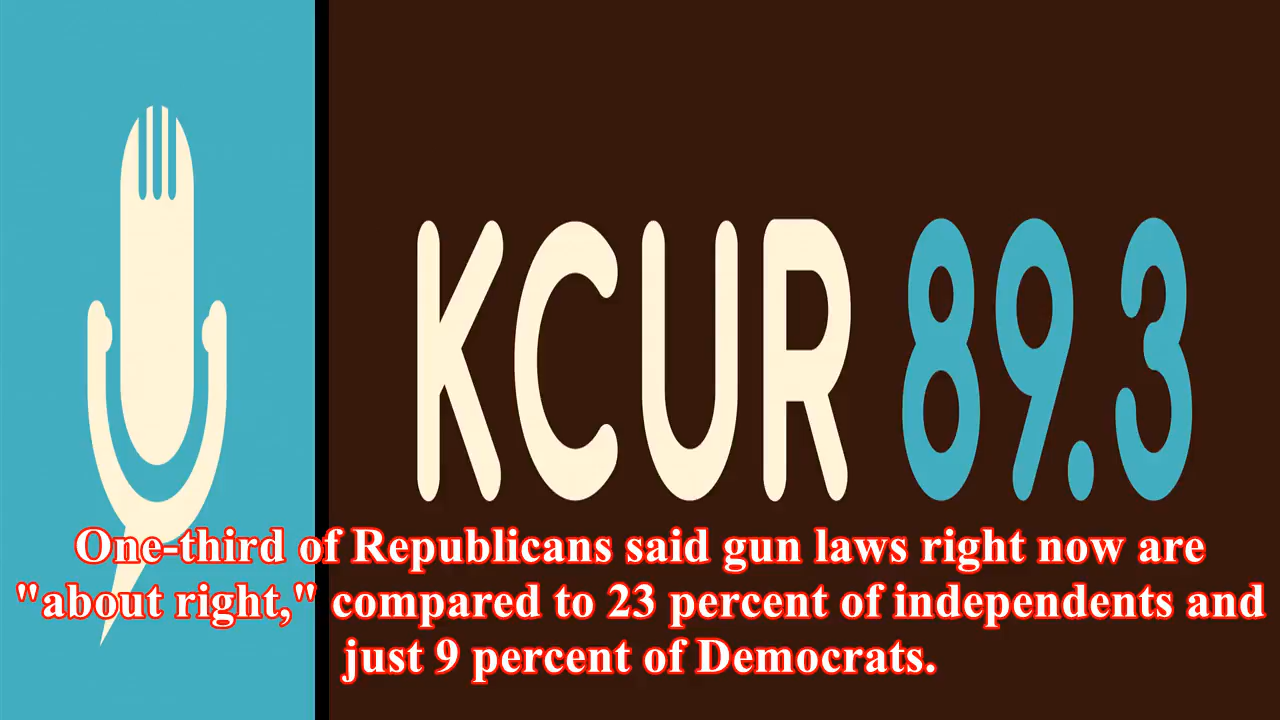 KCUR 89.3
One-third of Republicans said gun laws right now are
"about right," compared to 23 percent of independents and
just 9 percent of Democrats.